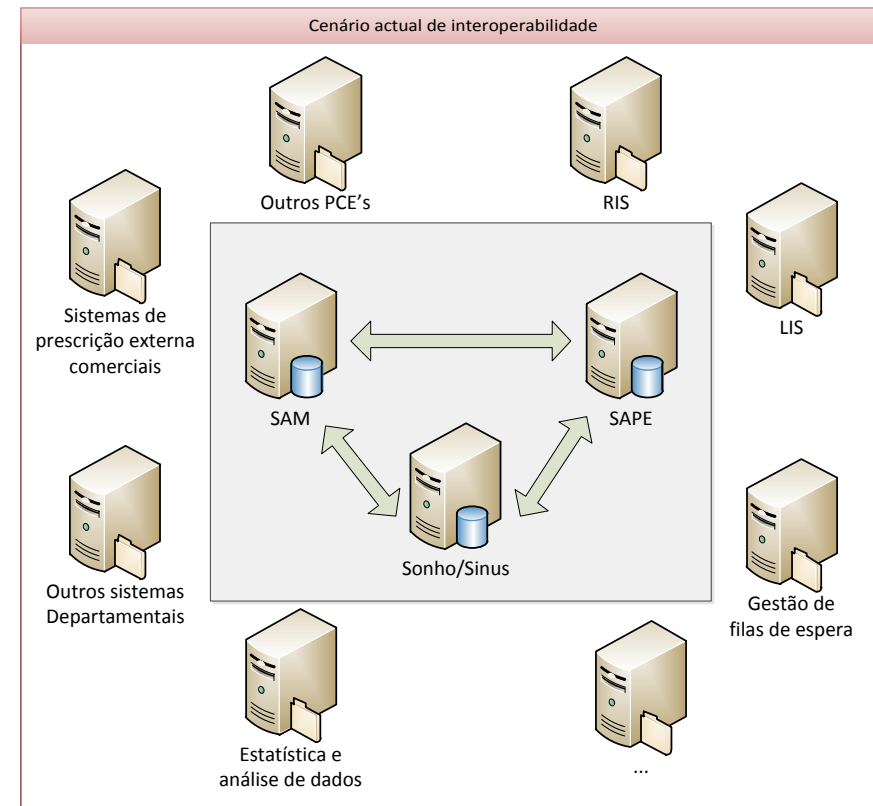 Cenário actual de interoperabilidade
Outros PCE's
RIS
Sistemas de
prescrição externa
comerciais
LIS
SAM
SAPE
Sonho/Sinus
Outros sistemas
Departamentais
Gestão de
filas de espera
Estatística e
análise de dados
...